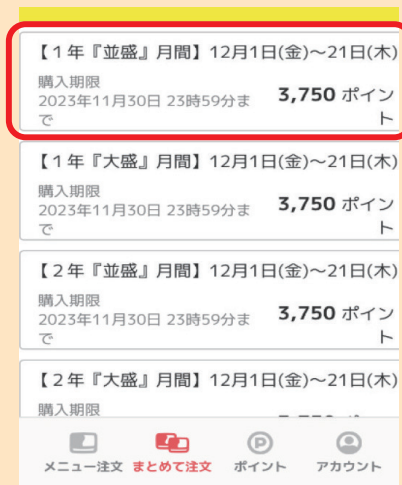 【1年『並盛』月間】12月1日(金)～21日(木)
購入期限
2023年11月30日 23時59分まで
3,750 ポイント
【1年『大盛』月間】12月1日(金)～21日(木)
購入期限
2023年11月30日 23時59分まで
3,750 ポイント
【2年『並盛』月間】12月1日(金)～21日(木)
購入期限
2023年11月30日 23時59分まで
3,750 ポイント
【2年『大盛』月間】12月1日(金)～21日(木)
購入期限
メニュー注文 まとめて注文 ポイント アカウント